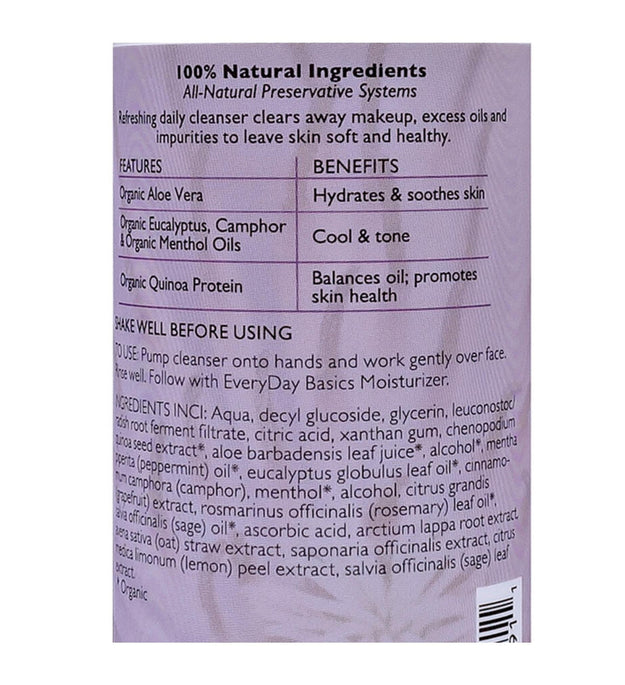 100% Natural Ingredients
All-Natural Preservative Systems
Refreshing daily cleanser clears away makeup, excess oils and
impurities to leave skin soft and healthy.
FEATURES BENEFITS
Organic Aloe Vera Hydrates & soothes skin
Organic Eucalyptus, Camphor
& Organic Menthol Oils Cool & tone
Organic Quinoa Protein Balances oil; promotes
skin health
SHAKE WELL BEFORE USING
TO USE: Pump cleanser onto hands and work gently over face.
Rinse well. Follow with EveryDay Basics Moisturizer.
INGREDIENTS INCI: Aqua, decyl glucoside, glycerin, leuconostoc/
radish root ferment filtrate, citric acid, xanthan gum, chenopodium
quinoa seed extract*, aloe barbadensis leaf juice*, alcohol*, mentha
piperita (peppermint) oil*, eucalyptus globulus leaf oil*, cinnamo-
mum camphora (camphor), menthol*, alcohol, citrus grandis
(grapefruit) extract, rosmarinus officinalis (rosemary) leaf oil*,
salvia officinalis (sage) oil*, ascorbic acid, arctium lappa root extract,
avena sativa (oat) straw extract, saponaria officinalis extract, citrus
medica limonum (lemon) peel extract, salvia officinalis (sage) leaf
extract.
* Organic